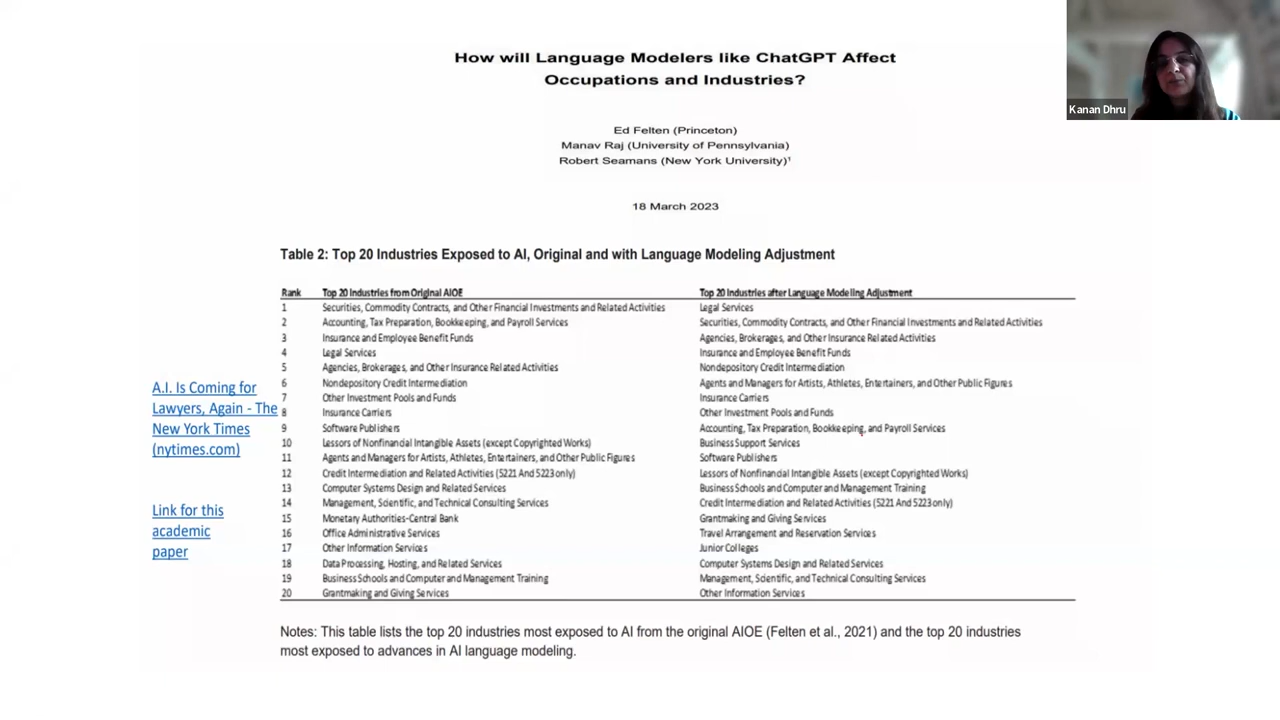 How will Language Modelers like ChatGPT Affect
Occupations and Industries?
Kanan Dhru
Ed Felten (Princeton)
Manav Raj (University of Pennsylvania)
Robert Seamans (New York University)¹
18 March 2023
Table 2: Top 20 Industries Exposed to AI, Original and with Language Modeling Adjustment
Rank Top 20 Industries from Original AIOE Top 20 Industries after Language Modeling Adjustment
1 Securities, Commodity Contracts, and Other Financial Investments and Related Activities Legal Services
2 Accounting, Tax Preparation, Bookkeeping, and Payroll Services Securities, Commodity Contracts, and Other Financial Investments and Related Activities
3 Insurance and Employee Benefit Funds Agencies, Brokerages, and Other Insurance Related Activities
4 Legal Services Insurance and Employee Benefit Funds
5 Agencies, Brokerages, and Other Insurance Related Activities Nondepository Credit Intermediation
6 Nondepository Credit Intermediation Agents and Managers for Artists, Athletes, Entertainers, and Other Public Figures
7 Other Investment Pools and Funds Insurance Carriers
8 Insurance Carriers Other Investment Pools and Funds
9 Software Publishers Accounting, Tax Preparation, Bookkeeping, and Payroll Services
10 Lessors of Nonfinancial Intangible Assets (except Copyrighted Works) Business Support Services
11 Agents and Managers for Artists, Athletes, Entertainers, and Other Public Figures Software Publishers
12 Credit Intermediation and Related Activities (5221 And 5223 only) Lessors of Nonfinancial Intangible Assets (except Copyrighted Works)
13 Computer Systems Design and Related Services Business Schools and Computer and Management Training
14 Management, Scientific, and Technical Consulting Services Credit Intermediation and Related Activities (5221 And 5223 only)
15 Monetary Authorities-Central Bank Grantmaking and Giving Services
16 Office Administrative Services Travel Arrangement and Reservation Services
17 Other Information Services Junior Colleges
18 Data Processing, Hosting, and Related Services Computer Systems Design and Related Services
19 Business Schools and Computer and Management Training Management, Scientific, and Technical Consulting Services
20 Grantmaking and Giving Services Other Information Services
Notes: This table lists the top 20 industries most exposed to AI from the original AIOE (Felten et al., 2021) and the top 20 industries
most exposed to advances in AI language modeling.
A.I. Is Coming for
Lawyers, Again - The
New York Times
(nytimes.com)
Link for this
academic
paper